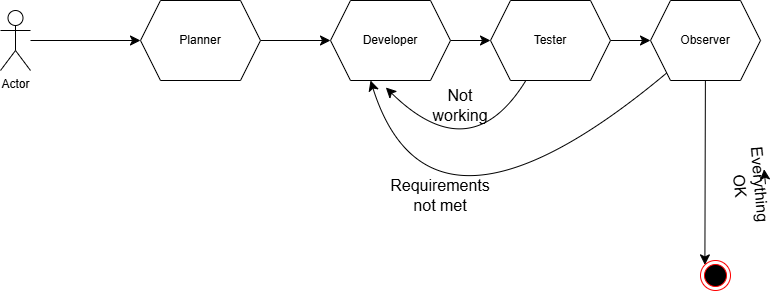 Planner
Developer
Tester
Observer
Actor
Not
working
Requirements
not met
Everything
OK